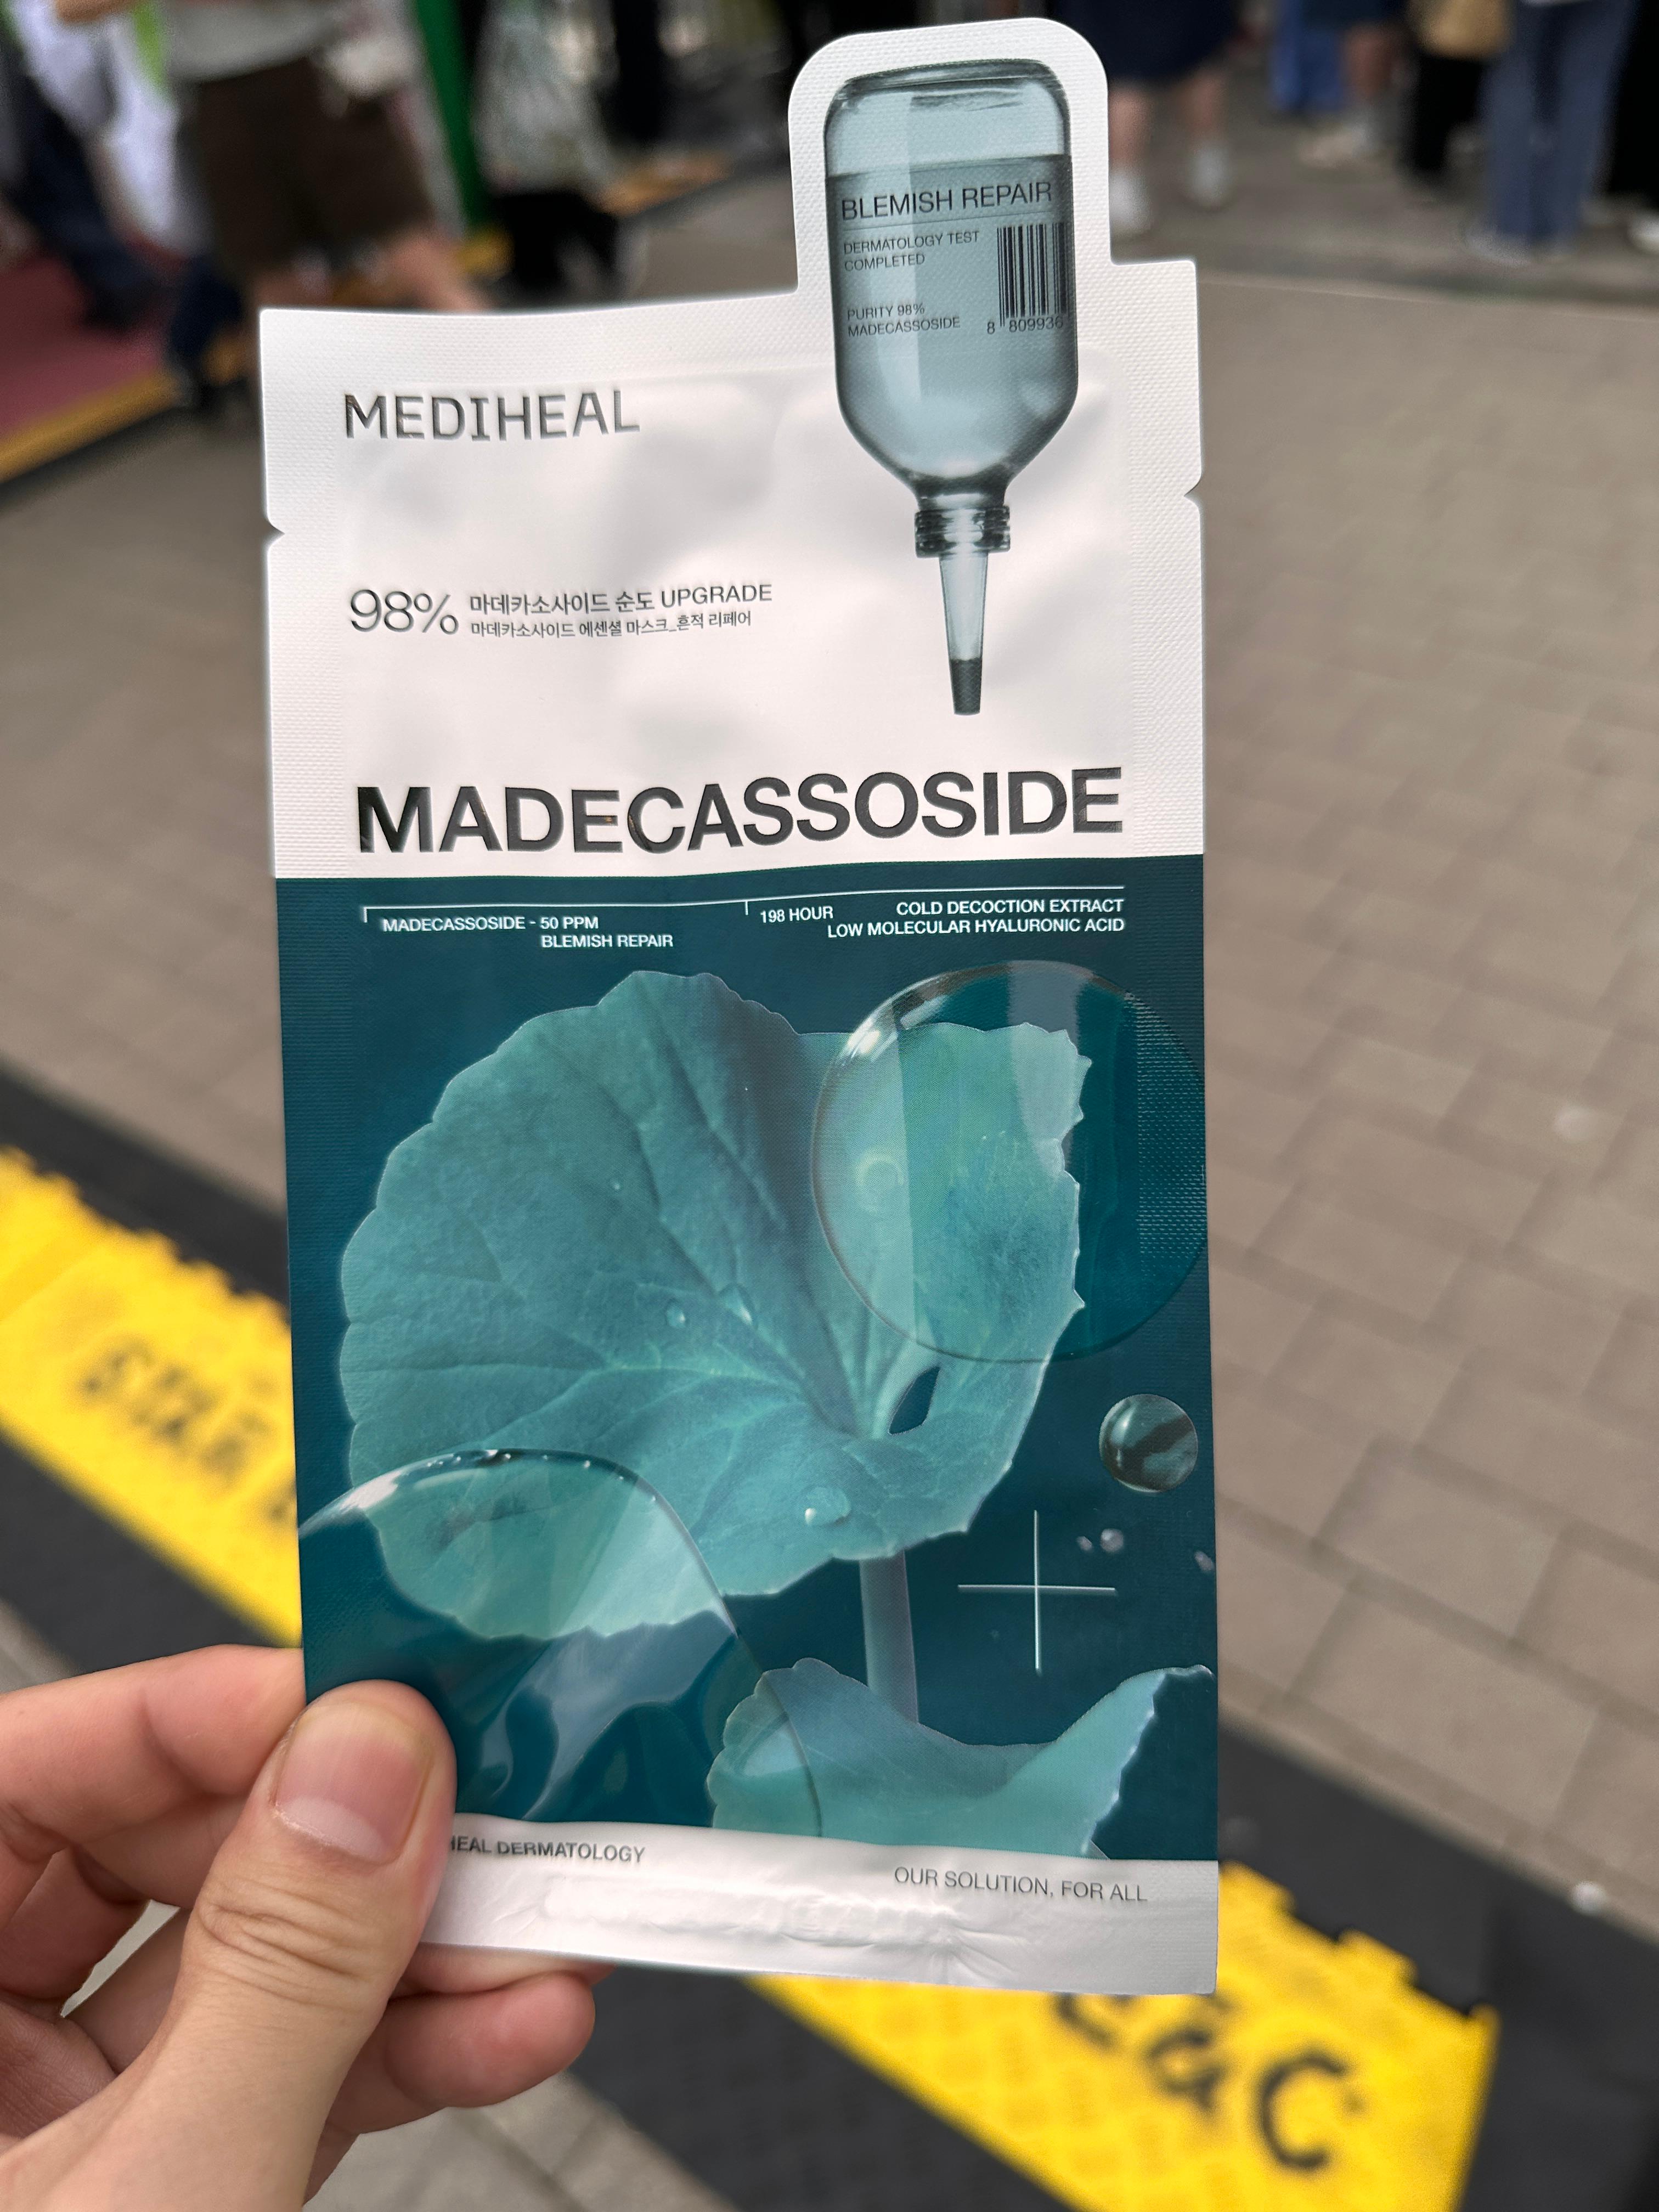 BLEMISH REPAIR
DERMATOLOGY TEST
COMPLETED
PURITY 98%
MADECASSOSIDE
8 809936
MEDIHEAL
98% 마데카소사이드 순도 UPGRADE
마데카소사이드 에센셜 마스크_흔적 리페어
MADECASSOSIDE
MADECASSOSIDE - 50 PPM
BLEMISH REPAIR
198 HOUR
COLD DECOCTION EXTRACT
LOW MOLECULAR HYALURONIC ACID
HEAL DERMATOLOGY
OUR SOLUTION, FOR ALL